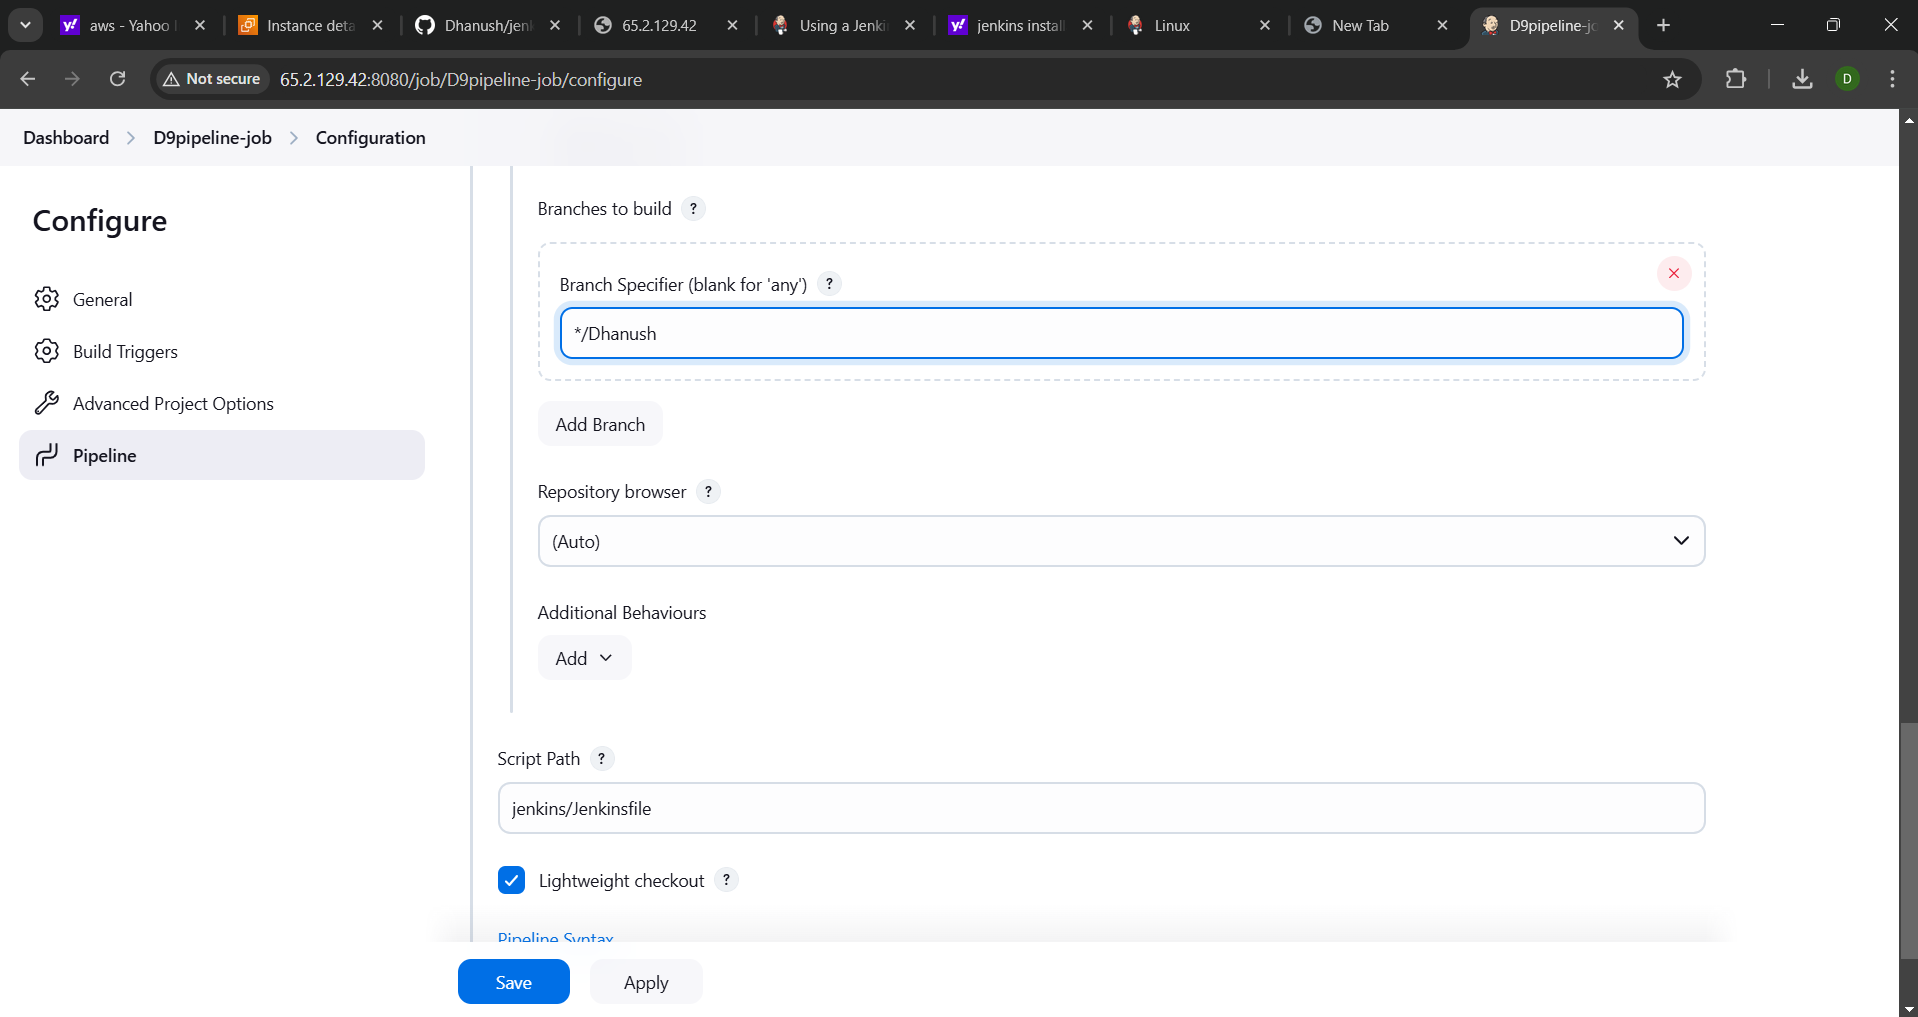 aws - Yahoo
Instance deta
Dhanush/jen
65.2.129.42
Using a Jenki
jenkins install
Linux
New Tab
D9pipeline-jo
Not secure
65.2.129.42:8080/job/D9pipeline-job/configure
D
Dashboard
D9pipeline-job
Configuration
Configure
General
Build Triggers
Advanced Project Options
Pipeline
Branches to build ?
Branch Specifier (blank for 'any') ?
*/Dhanush
Add Branch
Repository browser ?
(Auto)
Additional Behaviours
Add
Script Path ?
jenkins/Jenkinsfile
Lightweight checkout ?
Pipeline Syntax
Save
Apply